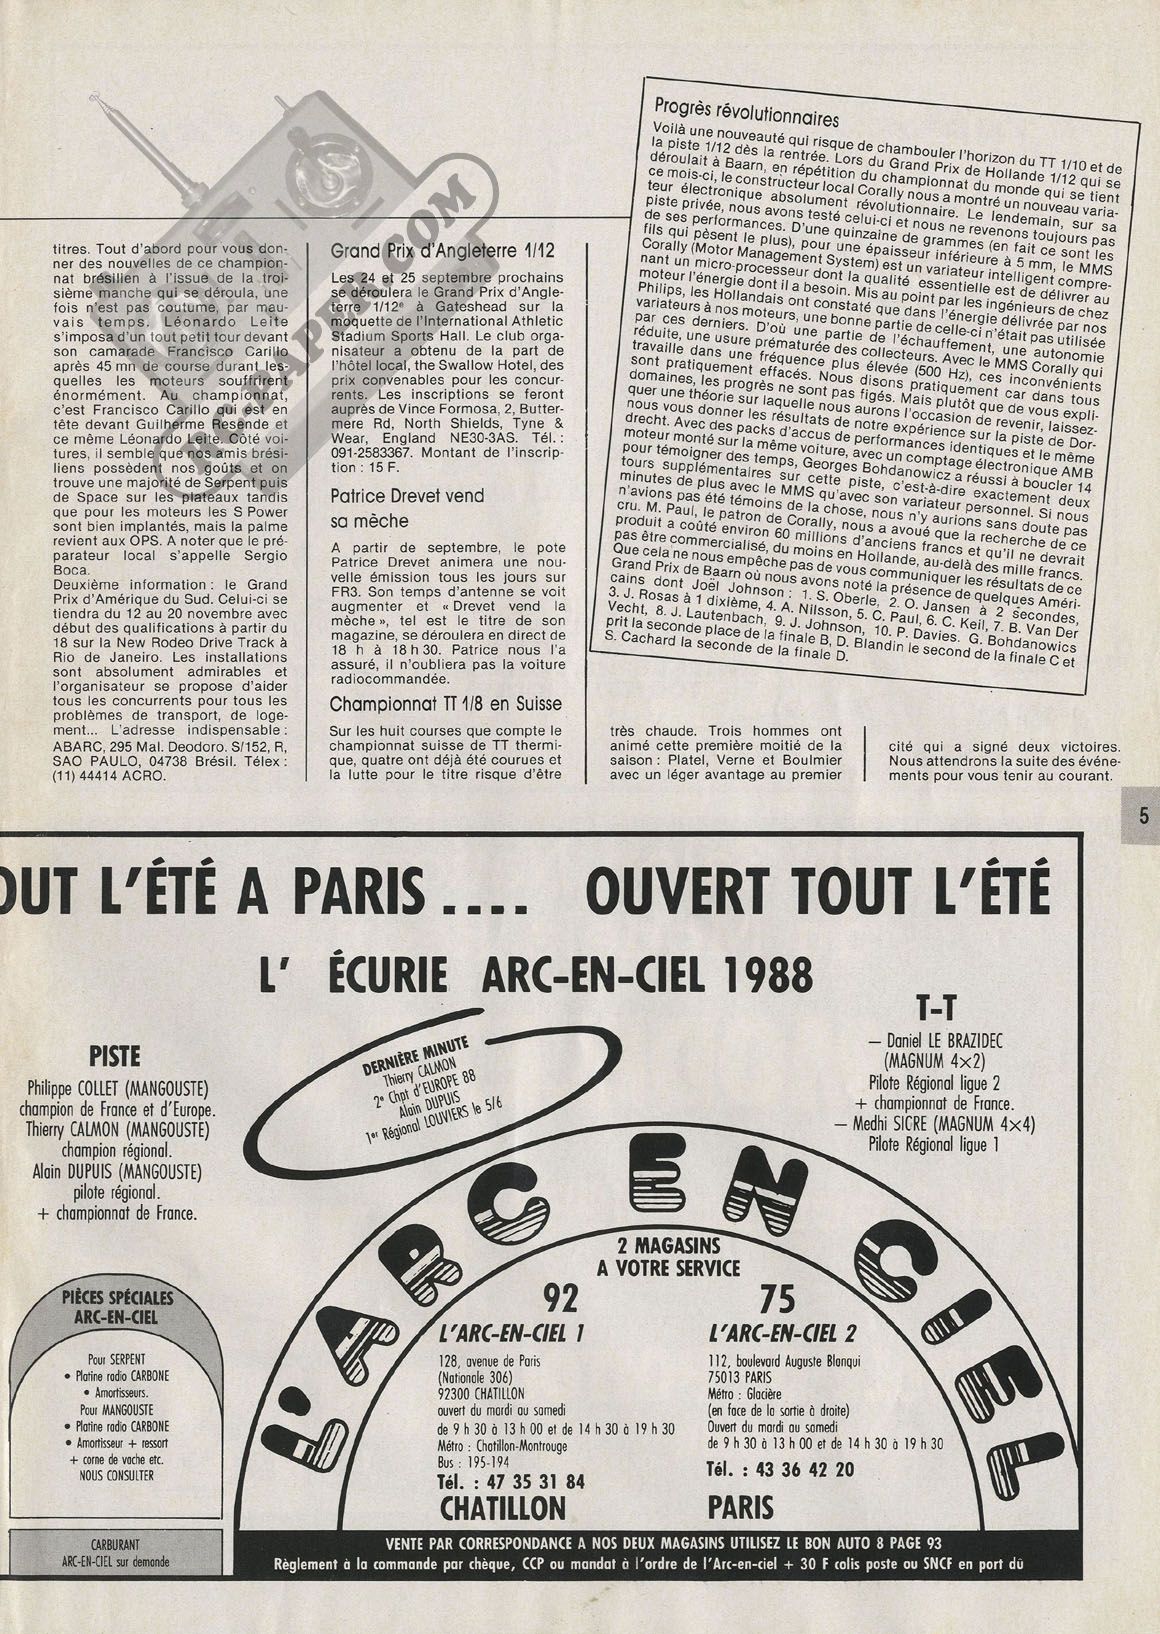 titres. Tout d'abord pour vous don-
ner des nouvelles de ce champion-
nat brésilien à l'issue de la troi-
sième manche qui se déroula, une
fois n'est pas coutume, par mau-
vais temps. Léonardo Leite
s'imposa d'un tout petit tour devant
son camarade Francisco Carillo
après 45 mn de course durant les-
quelles les moteurs souffrirent
énormément. Au championnat,
c'est Francisco Carillo qui est en
tête devant Guilherme Rezende et
ce même Léonardo Leite. Côté voi-
tures, il semble que nos amis brési-
liens possèdent nos goûts et on
trouve une majorité de Serpent puis
de Space sur les plateaux tandis
que pour les moteurs les S Power
sont bien implantés, mais la palme
revient aux OPS. A noter que le pré-
parateur local s'appelle Sergio
Boca.
Deuxième information : le Grand
Prix d'Amérique du Sud. Celui-ci se
tiendra du 12 au 20 novembre avec
début des qualifications à partir du
18 sur la New Rodeo Drive Track à
Rio de Janeiro. Les installations
sont absolument admirables et
l'organisateur se propose d'aider
tous les concurrents pour tous les
problèmes de transport, de loge-
ment... L'adresse indispensable :
ABARC, 295 Mal. Deodoro. S/152, R,
SAO PAULO, 04738 Brésil. Télex :
(11) 44414 ACRO.
Grand Prix d'Angleterre 1/12
Les 24 et 25 septembre prochains
se déroulera le Grand Prix d'Angle-
terre 1/12e à Gateshead sur la
moquette de l'International Athletic
Stadium Sports Hall. Le club orga-
nisateur a obtenu de la part de
l'hôtel local, the Swallow Hotel, des
prix convenables pour les concur-
rents. Les inscriptions se feront
auprès de Vince Formosa, 2, Butter-
mere Rd, North Shields, Tyne &
Wear, England NE30-3AS. Tél. :
091-2583367. Montant de l'inscrip-
tion : 15 F.
Patrice Drevet vend
sa mèche
A partir de septembre, le pote
Patrice Drevet animera une nou-
velle émission tous les jours sur
FR3. Son temps d'antenne se voit
augmenter et « Drevet vend la
mèche », tel est le titre de son
magazine, se déroulera en direct de
18 h à 18 h 30. Patrice nous l'a
assuré, il n'oubliera pas la voiture
radiocommandée.
Championnat TT 1/8 en Suisse
Sur les huit courses que compte le
championnat suisse de TT thermi-
que, quatre ont déjà été courues et
la lutte pour le titre risque d'être
très chaude. Trois hommes ont
animé cette première moitié de la
saison : Platel, Verne et Boulmier
avec un léger avantage au premier
cité qui a signé deux victoires.
Nous attendrons la suite des événe-
ments pour vous tenir au courant.
Progrès révolutionnaires
Voilà une nouveauté qui risque de chambouler l'horizon du TT 1/10 et de
la piste 1/12 dès la rentrée. Lors du Grand Prix de Hollande 1/12 qui se
déroulait à Baarn, en répétition du championnat du monde qui se tient
ce mois-ci, le constructeur local Corally nous a montré un nouveau varia-
teur électronique absolument révolutionnaire. Le lendemain, sur sa
piste privée, nous avons testé celui-ci et nous ne revenons toujours pas
de ses performances. D'une quinzaine de grammes (en fait ce sont les
fils qui pèsent le plus), pour une épaisseur inférieure à 5 mm, le MMS
Corally (Motor Management System) est un variateur intelligent compre-
nant un micro-processeur dont la qualité essentielle est de délivrer au
moteur l'énergie dont il a besoin. Mis au point par les ingénieurs de chez
Philips, les Hollandais ont constaté que dans l'énergie délivrée par nos
variateurs à nos moteurs, une bonne partie de celle-ci n'était pas utilisée
par ces derniers. D'où une partie de l'échauffement, une autonomie
réduite, une usure prématurée des collecteurs. Avec le MMS Corally qui
travaille dans une fréquence plus élevée (500 Hz), ces inconvénients
sont pratiquement effacés. Nous disons pratiquement car dans tous
domaines, les progrès ne sont pas figés. Mais plutôt que de vous expli-
quer une théorie sur laquelle nous aurons l'occasion de revenir, laissez-
nous vous donner les résultats de notre expérience sur la piste de Dor-
drecht. Avec des packs d'accus de performances identiques et le même
moteur monté sur la même voiture, avec un comptage électronique AMB
pour témoigner des temps, Georges Bohdanowicz a réussi à boucler 14
tours supplémentaires sur cette piste, c'est-à-dire exactement deux
minutes de plus avec le MMS qu'avec son variateur personnel. Si nous
n'avions pas été témoins de la chose, nous n'y aurions sans doute pas
cru. M. Paul, le patron de Corally, nous a avoué que la recherche de ce
produit a coûté environ 60 millions d'anciens francs et qu'il ne devrait
pas être commercialisé, du moins en Hollande, au-delà des mille francs.
Que cela ne nous empêche pas de vous communiquer les résultats de ce
Grand Prix de Baarn où nous avons noté la présence de quelques Améri-
cains dont Joël Johnson : 1. S. Oberle, 2. O. Jansen à 2 secondes,
3. J. Rosas à 1 dixième, 4. A. Nilsson, 5. C. Paul, 6. C. Keil, 7. B. Van Der
Vecht, 8. J. Lautenbach, 9. J. Johnson, 10. P. Davies. G. Bohdanowics
prit la seconde place de la finale B, D. Blandin le second de la finale C et
S. Cachard la seconde de la finale D.
RC-PAPER.COM
5
OUT L'ÉTÉ A PARIS .... OUVERT TOUT L'ÉTÉ
L' ÉCURIE ARC-EN-CIEL 1988
PISTE
Philippe COLLET (MANGOUSTE)
champion de France et d'Europe.
Thierry CALMON (MANGOUSTE)
champion régional.
Alain DUPUIS (MANGOUSTE)
pilote régional.
+ championnat de France.
DERNIÈRE MINUTE
Thierry CALMON
2e Chpt d'EUROPE 88
Alain DUPUIS
1er Régional LOUVIERS le 5/6
T-T
– Daniel LE BRAZIDEC
(MAGNUM 4×2)
Pilote Régional ligue 2
+ championnat de France.
– Medhi SICRE (MAGNUM 4×4)
Pilote Régional ligue 1
PIÈCES SPÉCIALES
ARC-EN-CIEL
Pour SERPENT
• Platine radio CARBONE
• Amortisseurs.
Pour MANGOUSTE
• Platine radio CARBONE
• Amortisseur + ressort
+ corne de vache etc.
NOUS CONSULTER
CARBURANT
ARC-EN-CIEL sur demande
L'ARC EN CIEL
2 MAGASINS
A VOTRE SERVICE
92
L'ARC-EN-CIEL 1
128, avenue de Paris
(Nationale 306)
92300 CHATILLON
ouvert du mardi au samedi
de 9 h 30 à 13 h 00 et de 14 h 30 à 19 h 30
Métro : Chatillon-Montrouge
Bus : 195-194
Tél. : 47 35 31 84
CHATILLON
75
L'ARC-EN-CIEL 2
112, boulevard Auguste Blanqui
75013 PARIS
Métro : Glacière
(en face de la sortie à droite)
Ouvert du mardi au samedi
de 9 h 30 à 13 h 00 et de 14 h 30 à 19 h 30
Tél. : 43 36 42 20
PARIS
VENTE PAR CORRESPONDANCE A NOS DEUX MAGASINS UTILISEZ LE BON AUTO 8 PAGE 93
Règlement à la commande par chèque, CCP ou mandat à l'ordre de l'Arc-en-ciel + 30 F colis poste ou SNCF en port dû